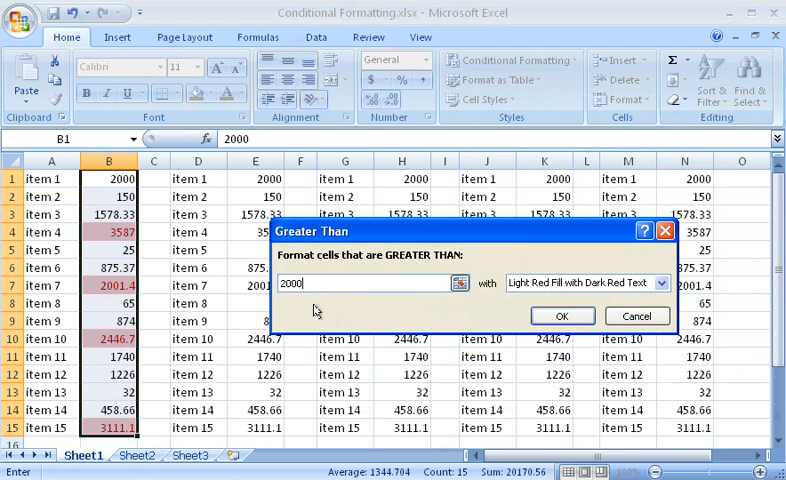 Conditional Formatting.xlsx - Microsoft Excel
Home Insert Page Layout Formulas Data Review View
Paste
Clipboard
Calibri 11
B I U
Font
Alignment
General
$ % ,
Number
Conditional Formatting
Format as Table
Cell Styles
Styles
Insert
Delete
Format
Cells
Sort &
Filter
Find &
Select
Editing
B1 fx 2000
A B C D E F G H I J K L M N O
1 item 1 2000 item 1 2000 item 1 2000 item 1 2000 item 1 2000
2 item 2 150 item 2 150 item 2 150 item 2 150 item 2 150
3 item 3 1578.33 item 3 1578.33 item 3 1578.33 item 3 1578.33 item 3 1578.33
4 item 4 3587 item 4 35 3587
5 item 5 25 item 5 25
6 item 6 875.37 item 6 875. 875.37
7 item 7 2001.4 item 7 200 2001.4
8 item 8 65 item 8 65
9 item 9 874 item 9 8 874
10 item 10 2446.7 item 10 2446.7 item 10 2446.7 item 10 2446.7 item 10 2446.7
11 item 11 1740 item 11 1740 item 11 1740 item 11 1740 item 11 1740
12 item 12 1226 item 12 1226 item 12 1226 item 12 1226 item 12 1226
13 item 13 32 item 13 32 item 13 32 item 13 32 item 13 32
14 item 14 458.66 item 14 458.66 item 14 458.66 item 14 458.66 item 14 458.66
15 item 15 3111.1 item 15 3111.1 item 15 3111.1 item 15 3111.1 item 15 3111.1
16
Greater Than
Format cells that are GREATER THAN:
2000 with Light Red Fill with Dark Red Text
OK Cancel
Sheet1 Sheet2 Sheet3
Enter Average: 1344.704 Count: 15 Sum: 20170.56 100%